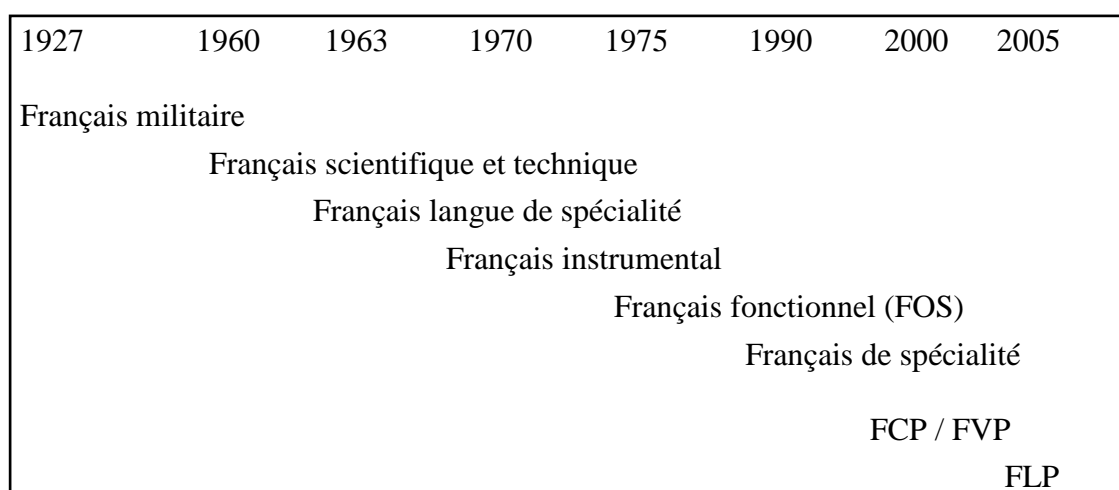 1927 1960 1963 1970 1975 1990 2000 2005
Français militaire
Français scientifique et technique
Français langue de spécialité
Français instrumental
Français fonctionnel (FOS)
Français de spécialité
FCP / FVP
FLP